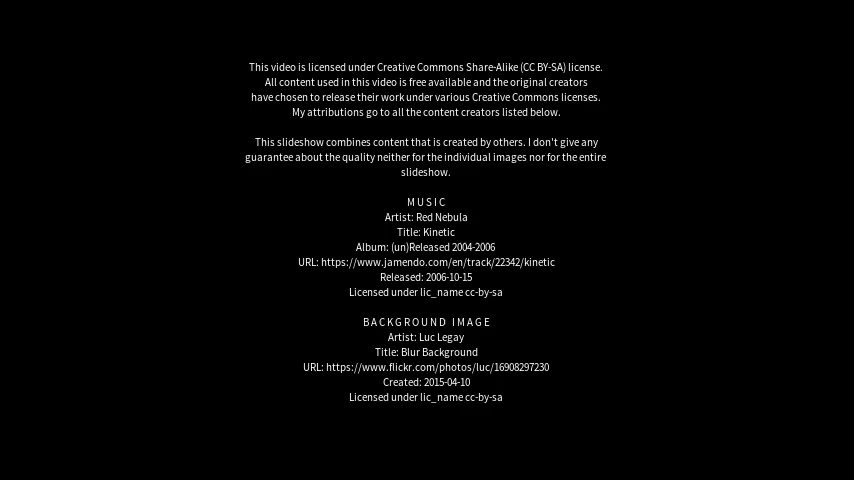 This video is licensed under Creative Commons Share-Alike (CC BY-SA) license.
All content used in this video is free available and the original creators
have chosen to release their work under various Creative Commons licenses.
My attributions go to all the content creators listed below.
This slideshow combines content that is created by others. I don't give any
guarantee about the quality neither for the individual images nor for the entire
slideshow.
MUSIC
Artist: Red Nebula
Title: Kinetic
Album: (un)Released 2004-2006
URL: https://www.jamendo.com/en/track/22342/kinetic
Released: 2006-10-15
Licensed under lic_name cc-by-sa
BACKGROUND IMAGE
Artist: Luc Legay
Title: Blur Background
URL: https://www.flickr.com/photos/luc/16908297230
Created: 2015-04-10
Licensed under lic_name cc-by-sa